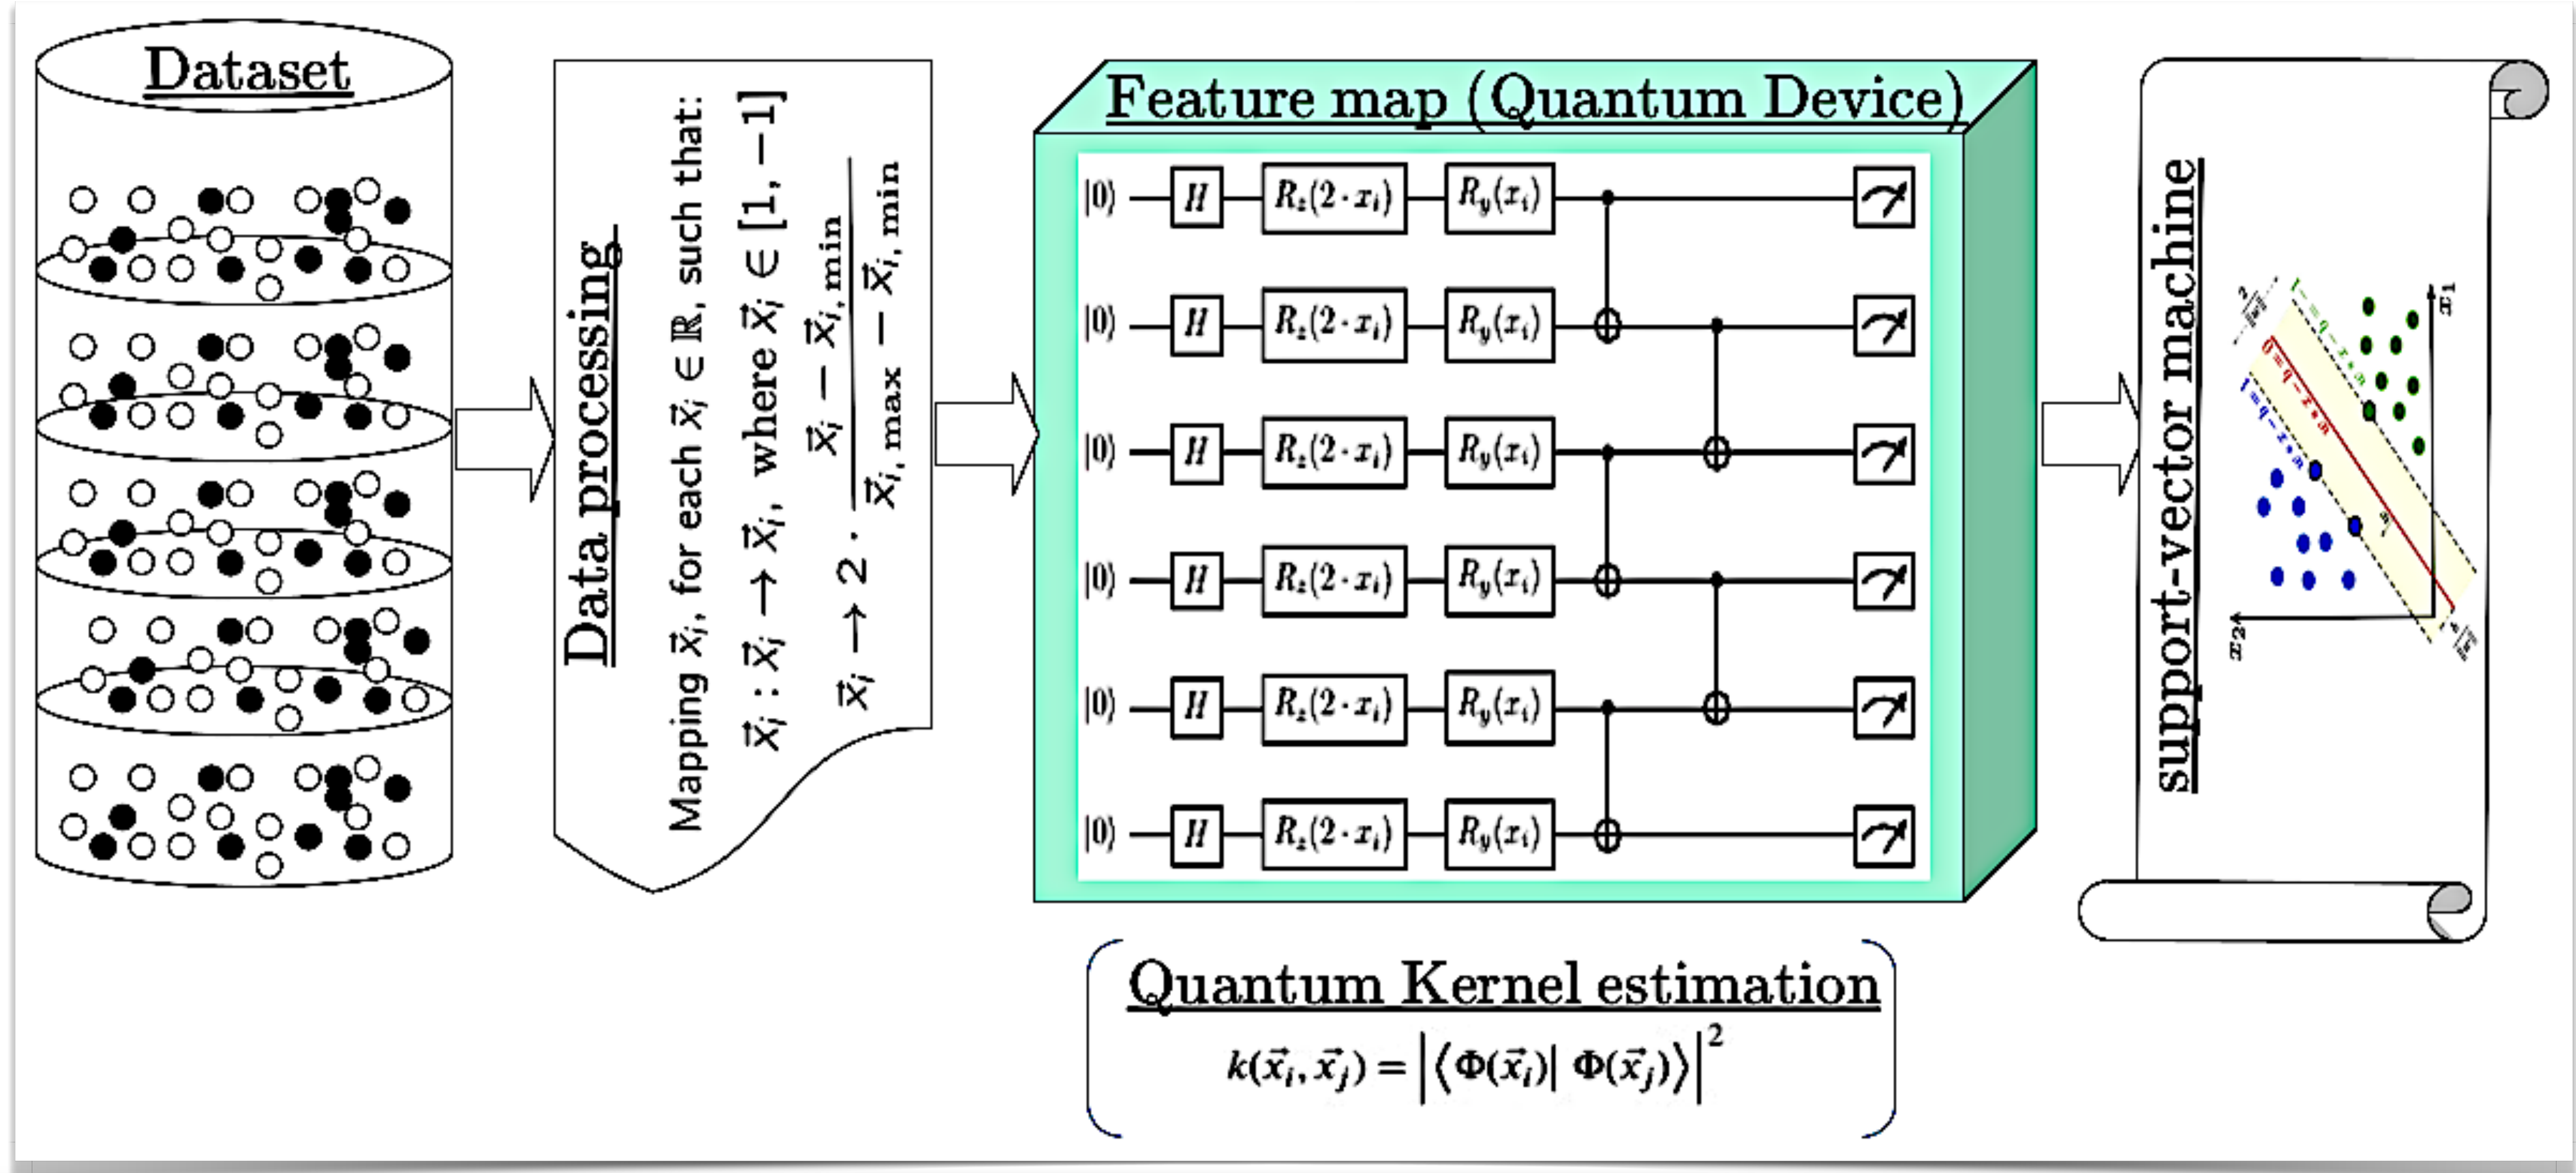 Dataset
Data processing
Mapping x⃗ᵢ, for each x⃗ᵢ ∈ ℝ, such that:
x⃗ᵢ : x⃗ᵢ → x⃗ᵢ, where x⃗ᵢ ∈ [1, −1]
x⃗ᵢ → 2 · (x⃗ᵢ − x⃗ᵢ, min) / (x⃗ᵢ, max − x⃗ᵢ, min)
Feature map (Quantum Device)
|0⟩ H R_z(2 · x_i) R_y(x_i)
|0⟩ H R_z(2 · x_i) R_y(x_i)
|0⟩ H R_z(2 · x_i) R_y(x_i)
|0⟩ H R_z(2 · x_i) R_y(x_i)
|0⟩ H R_z(2 · x_i) R_y(x_i)
|0⟩ H R_z(2 · x_i) R_y(x_i)
Quantum Kernel estimation
k(x⃗ᵢ, x⃗ⱼ) = |⟨Φ(x⃗ᵢ)| Φ(x⃗ⱼ)⟩|²
support-vector machine
x₁
x₂